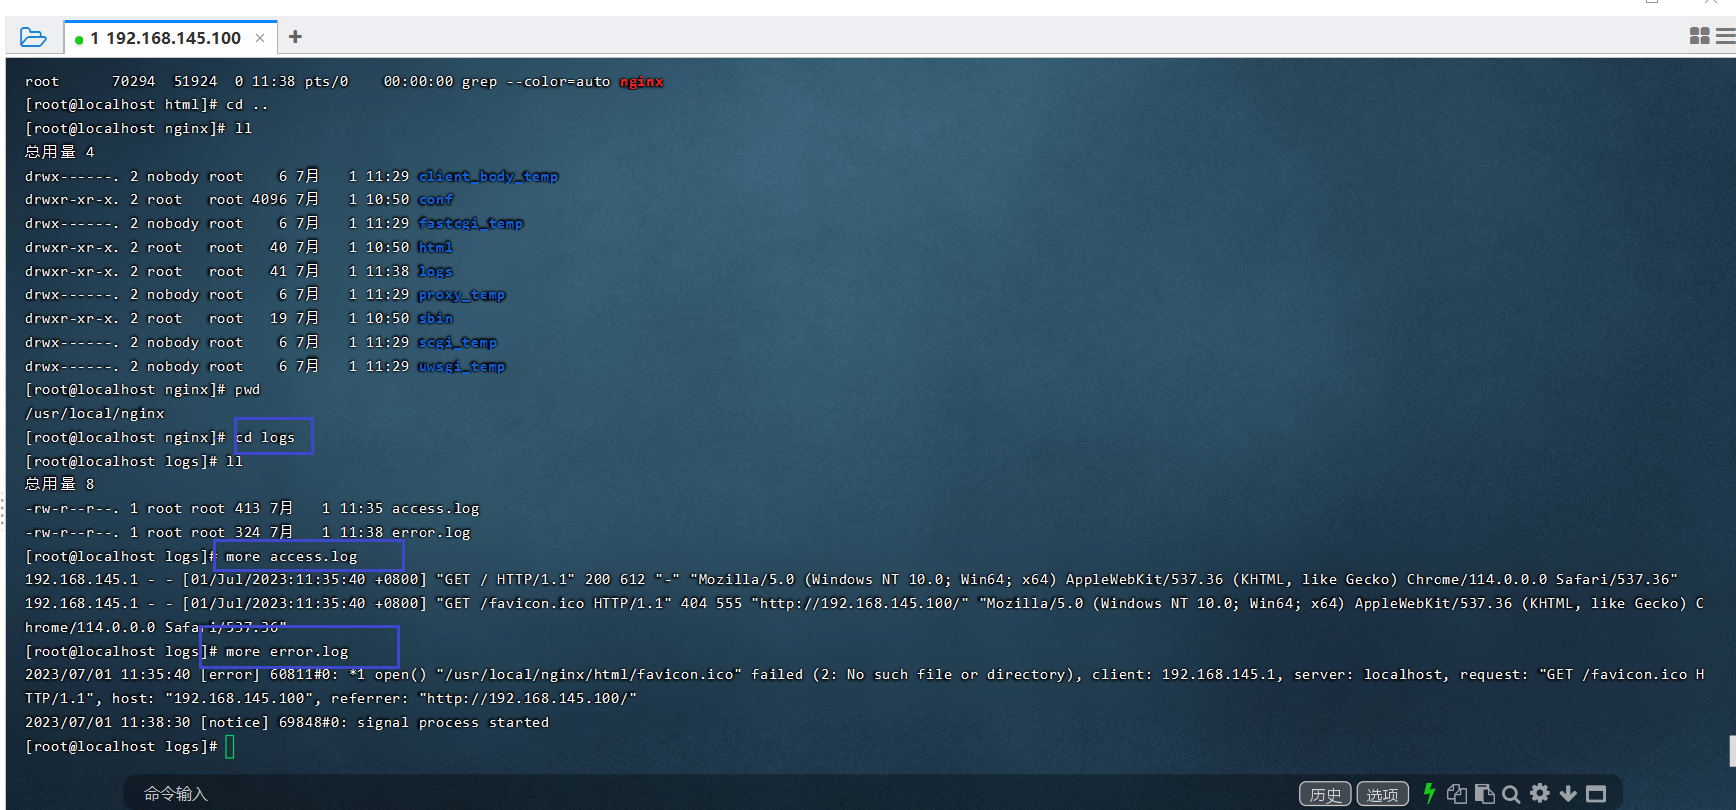 1 192.168.145.100 × +
root      70294  51924  0 11:38 pts/0    00:00:00 grep --color=auto nginx
[root@localhost html]# cd ..
[root@localhost nginx]# ll
总用量 4
drwx------. 2 nobody root    6 7月   1 11:29 client_body_temp
drwxr-xr-x. 2 root   root 4096 7月   1 10:50 conf
drwx------. 2 nobody root    6 7月   1 11:29 fastcgi_temp
drwxr-xr-x. 2 root   root   40 7月   1 10:50 html
drwxr-xr-x. 2 root   root   41 7月   1 11:38 logs
drwx------. 2 nobody root    6 7月   1 11:29 proxy_temp
drwxr-xr-x. 2 root   root   19 7月   1 10:50 sbin
drwx------. 2 nobody root    6 7月   1 11:29 scgi_temp
drwx------. 2 nobody root    6 7月   1 11:29 uwsgi_temp
[root@localhost nginx]# pwd
/usr/local/nginx
[root@localhost nginx]# cd logs
[root@localhost logs]# ll
总用量 8
-rw-r--r--. 1 root root 413 7月   1 11:35 access.log
-rw-r--r--. 1 root root 324 7月   1 11:38 error.log
[root@localhost logs]# more access.log
192.168.145.1 - - [01/Jul/2023:11:35:40 +0800] "GET / HTTP/1.1" 200 612 "-" "Mozilla/5.0 (Windows NT 10.0; Win64; x64) AppleWebKit/537.36 (KHTML, like Gecko) Chrome/114.0.0.0 Safari/537.36"
192.168.145.1 - - [01/Jul/2023:11:35:40 +0800] "GET /favicon.ico HTTP/1.1" 404 555 "http://192.168.145.100/" "Mozilla/5.0 (Windows NT 10.0; Win64; x64) AppleWebKit/537.36 (KHTML, like Gecko) C
hrome/114.0.0.0 Safari/537.36"
[root@localhost logs]# more error.log
2023/07/01 11:35:40 [error] 60811#0: *1 open() "/usr/local/nginx/html/favicon.ico" failed (2: No such file or directory), client: 192.168.145.1, server: localhost, request: "GET /favicon.ico H
TTP/1.1", host: "192.168.145.100", referrer: "http://192.168.145.100/"
2023/07/01 11:38:30 [notice] 69848#0: signal process started
[root@localhost logs]#
命令输入 历史 选项